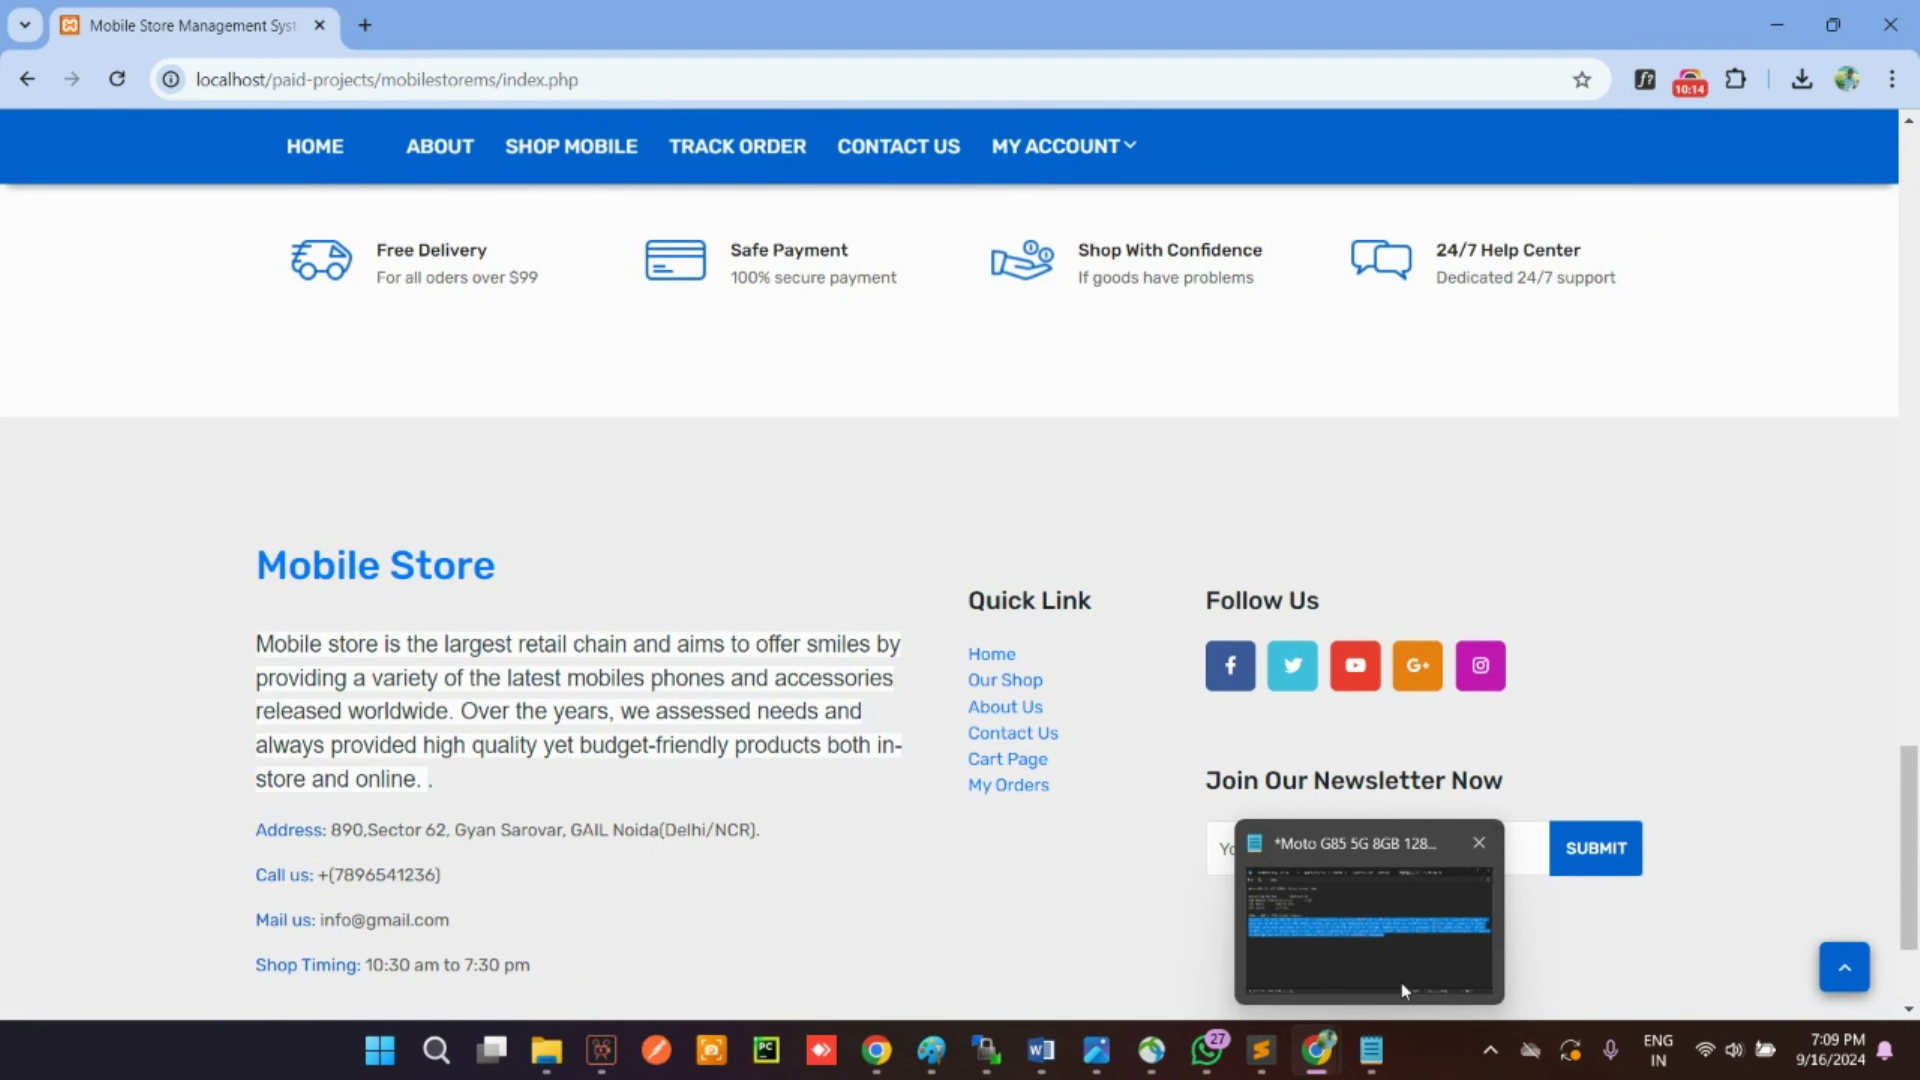 Mobile Store Management Syst
localhost/paid-projects/mobilestorems/index.php
10:14
HOME ABOUT SHOP MOBILE TRACK ORDER CONTACT US MY ACCOUNT
Free Delivery
For all oders over $99
Safe Payment
100% secure payment
Shop With Confidence
If goods have problems
24/7 Help Center
Dedicated 24/7 support
Mobile Store
Mobile store is the largest retail chain and aims to offer smiles by
providing a variety of the latest mobiles phones and accessories
released worldwide. Over the years, we assessed needs and
always provided high quality yet budget-friendly products both in-
store and online. .
Address: 890,Sector 62, Gyan Sarovar, GAIL Noida(Delhi/NCR).
Call us: +(7896541236)
Mail us: info@gmail.com
Shop Timing: 10:30 am to 7:30 pm
Quick Link
Home
Our Shop
About Us
Contact Us
Cart Page
My Orders
Follow Us
Join Our Newsletter Now
SUBMIT
*Moto G85 5G 8GB 128...
27
ENG
IN
7:09 PM
9/16/2024